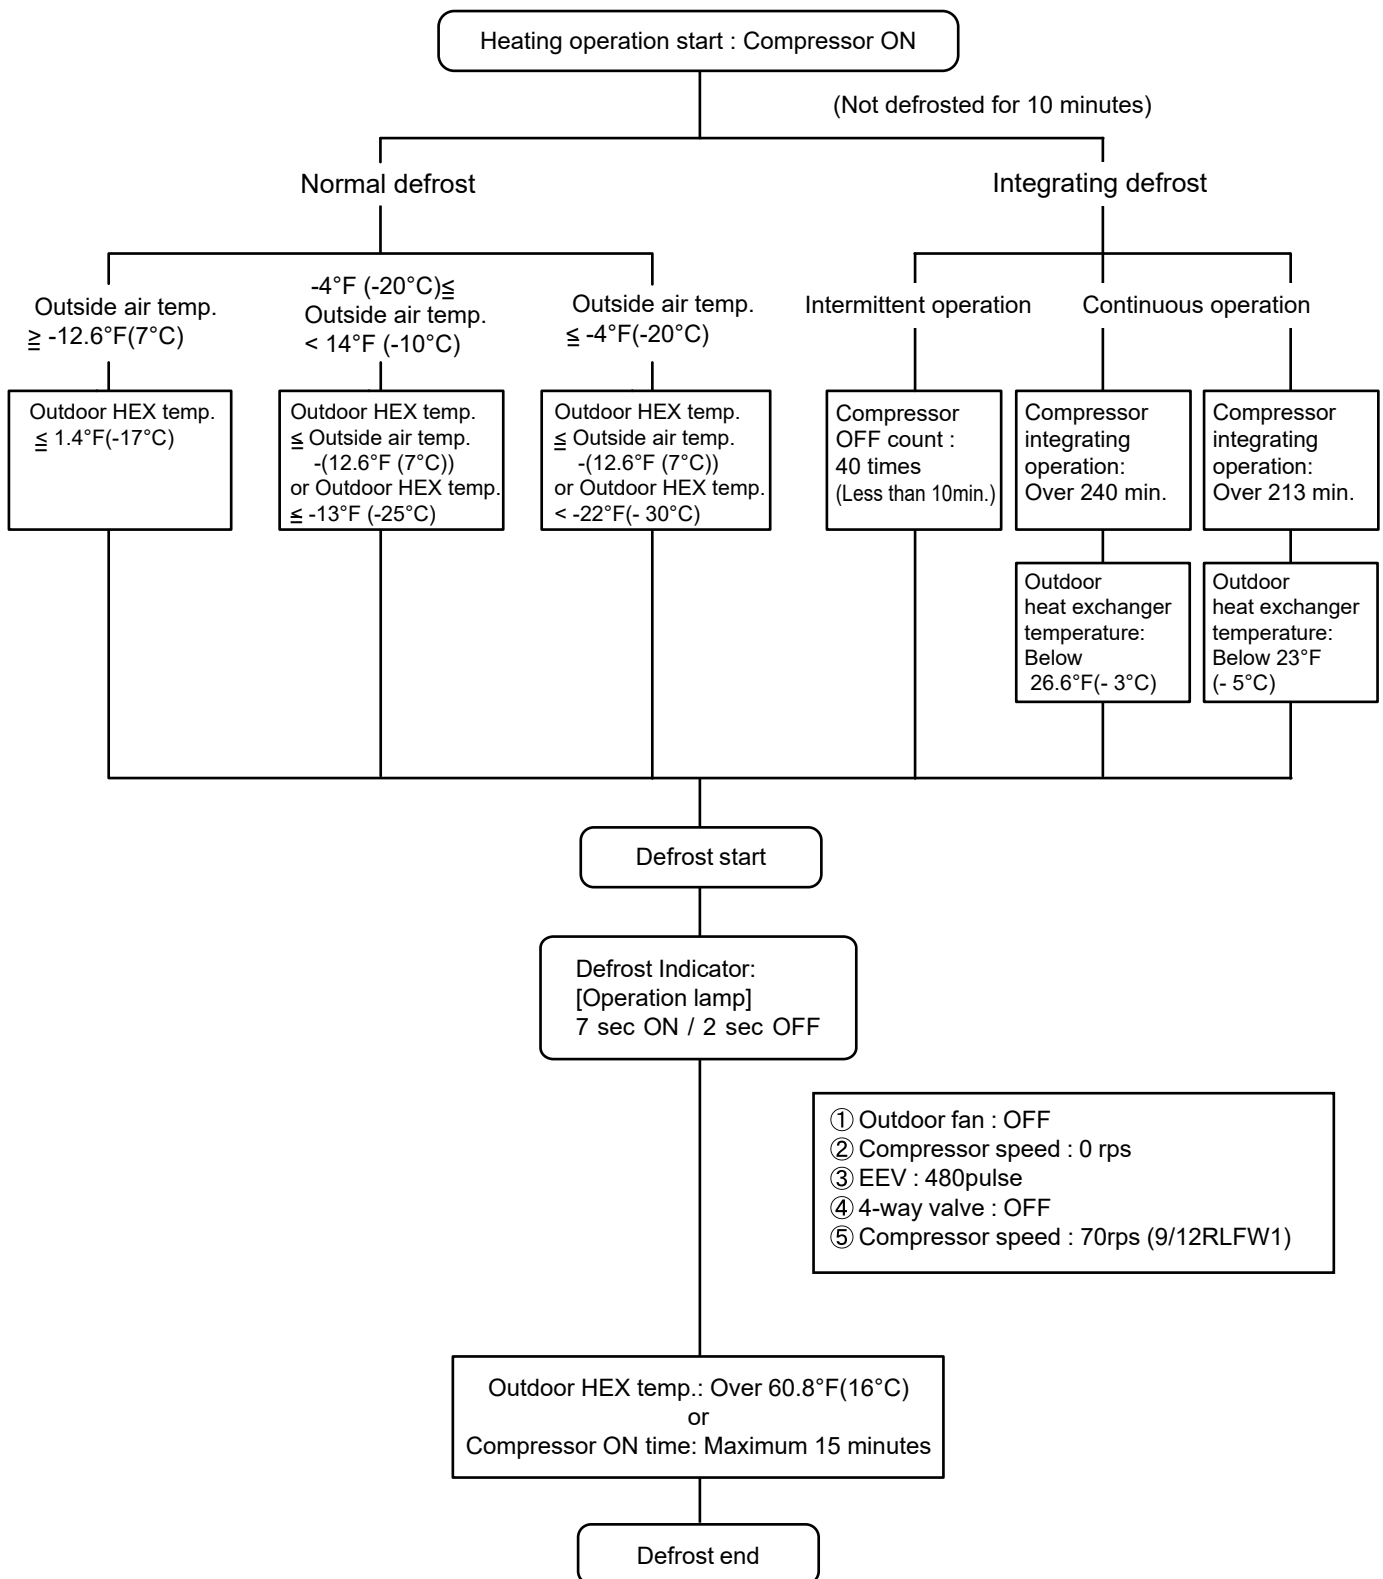 Heating operation start : Compressor ON
(Not defrosted for 10 minutes)
Normal defrost
Integrating defrost
Outside air temp.
≧ -12.6°F(7°C)
-4°F (-20°C)≦
Outside air temp.
< 14°F (-10°C)
Outside air temp.
≦ -4°F(-20°C)
Intermittent operation
Continuous operation
Outdoor HEX temp.
≦ 1.4°F(-17°C)
Outdoor HEX temp.
≦ Outside air temp.
-(12.6°F (7°C))
or Outdoor HEX temp.
≦ -13°F (-25°C)
Outdoor HEX temp.
≦ Outside air temp.
-(12.6°F (7°C))
or Outdoor HEX temp.
< -22°F(- 30°C)
Compressor
OFF count :
40 times
(Less than 10min.)
Compressor
integrating
operation:
Over 240 min.
Compressor
integrating
operation:
Over 213 min.
Outdoor
heat exchanger
temperature:
Below
26.6°F(- 3°C)
Outdoor
heat exchanger
temperature:
Below 23°F
(- 5°C)
Defrost start
Defrost Indicator:
[Operation lamp]
7 sec ON / 2 sec OFF
① Outdoor fan : OFF
② Compressor speed : 0 rps
③ EEV : 480pulse
④ 4-way valve : OFF
⑤ Compressor speed : 70rps (9/12RLFW1)
Outdoor HEX temp.: Over 60.8°F(16°C)
or
Compressor ON time: Maximum 15 minutes
Defrost end